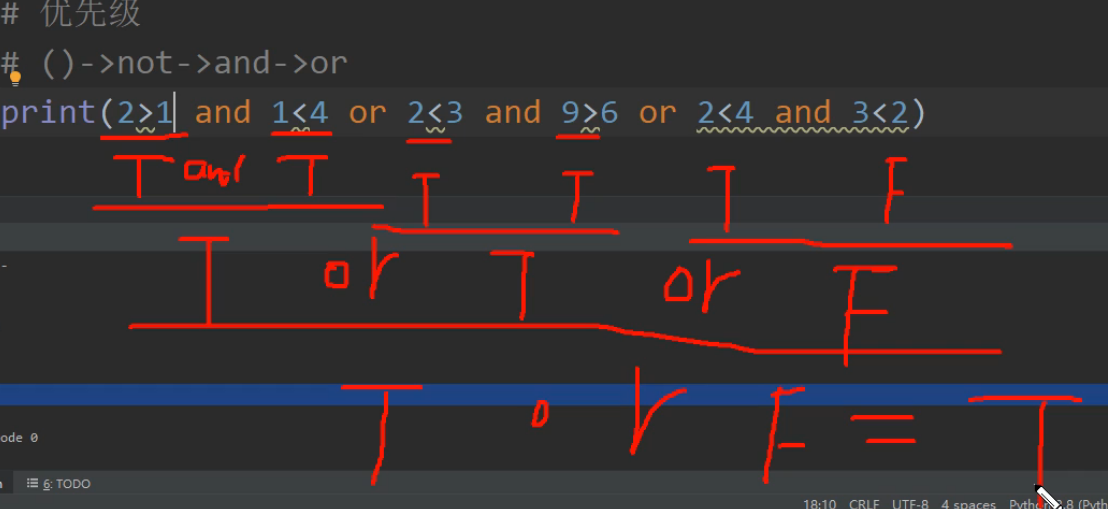 # 优先级
# ()->not->and->or
print(2>1 and 1<4 or 2<3 and 9>6 or 2<4 and 3<2)
T and T T T T F
T or T or F
T or F = T
ode 0
6: TODO
18:10 CRLF UTF-8 4 spaces Python 3.8 (Pyth